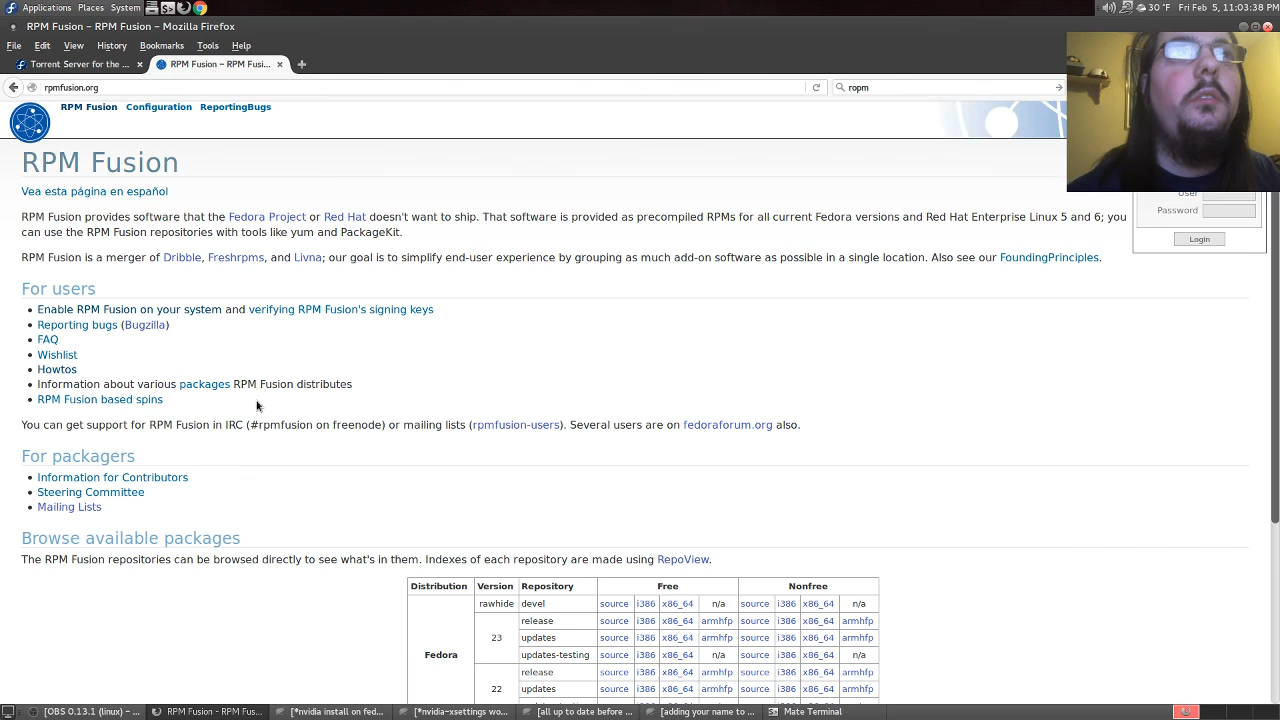 Applications Places System 30 °F Fri Feb 5, 11:03:38 PM
RPM Fusion – RPM Fusion – Mozilla Firefox
File Edit View History Bookmarks Tools Help
Torrent Server for the ... × RPM Fusion – RPM Fusi... ×
rpmfusion.org ropm
RPM Fusion Configuration ReportingBugs
RPM Fusion
Vea esta página en español
User
Password
Login
RPM Fusion provides software that the Fedora Project or Red Hat doesn't want to ship. That software is provided as precompiled RPMs for all current Fedora versions and Red Hat Enterprise Linux 5 and 6; you
can use the RPM Fusion repositories with tools like yum and PackageKit.
RPM Fusion is a merger of Dribble, Freshrpms, and Livna; our goal is to simplify end-user experience by grouping as much add-on software as possible in a single location. Also see our FoundingPrinciples.
For users
• Enable RPM Fusion on your system and verifying RPM Fusion's signing keys
• Reporting bugs (Bugzilla)
• FAQ
• Wishlist
• Howtos
• Information about various packages RPM Fusion distributes
• RPM Fusion based spins
You can get support for RPM Fusion in IRC (#rpmfusion on freenode) or mailing lists (rpmfusion-users). Several users are on fedoraforum.org also.
For packagers
• Information for Contributors
• Steering Committee
• Mailing Lists
Browse available packages
The RPM Fusion repositories can be browsed directly to see what's in them. Indexes of each repository are made using RepoView.
Distribution Version Repository Free Nonfree
rawhide devel source i386 x86_64 n/a source i386 x86_64 n/a
release source i386 x86_64 armhfp source i386 x86_64 armhfp
23 updates source i386 x86_64 armhfp source i386 x86_64 armhfp
Fedora updates-testing source i386 x86_64 n/a source i386 x86_64 n/a
release source i386 x86_64 armhfp source i386 x86_64 armhfp
22 updates source i386 x86_64 armhfp source i386 x86_64 armhfp
[OBS 0.13.1 (linux) – ... RPM Fusion - RPM Fus... [*nvidia install on fed... [*nvidia-xsettings wo... [all up to date before ... [adding your name to ... Mate Terminal